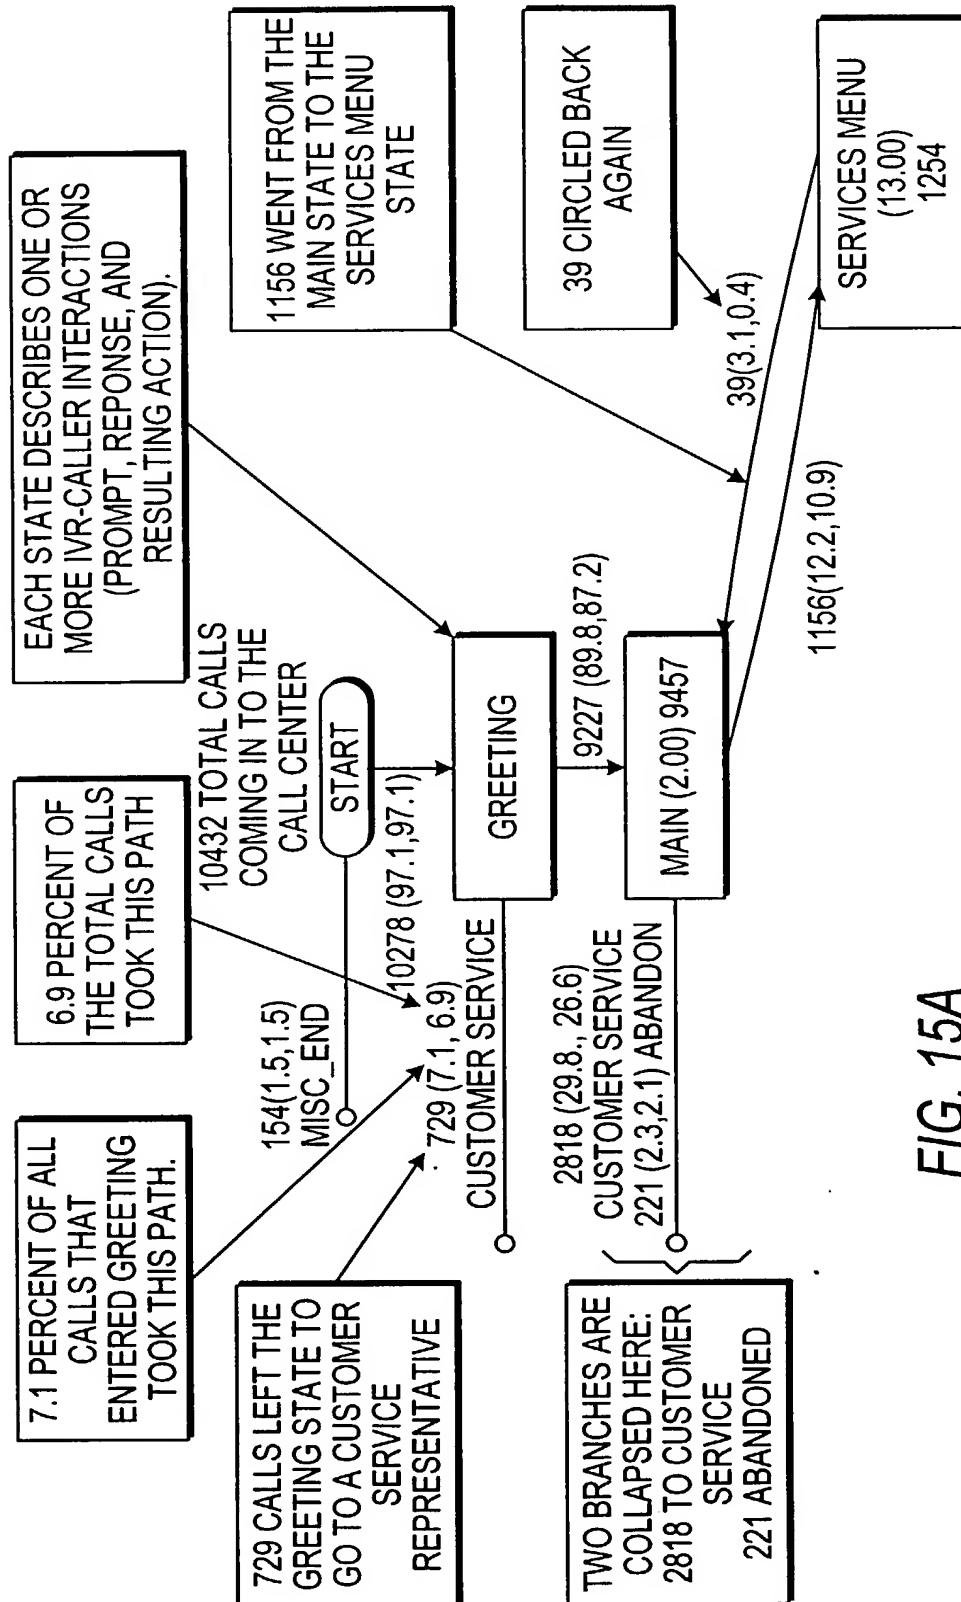 7.1 PERCENT OF ALL
CALLS THAT
ENTERED GREETING
TOOK THIS PATH.
6.9 PERCENT OF
THE TOTAL CALLS
TOOK THIS PATH
EACH STATE DESCRIBES ONE OR
MORE IVR-CALLER INTERACTIONS
(PROMPT, REPONSE, AND
RESULTING ACTION).
10432 TOTAL CALLS
COMING IN TO THE
CALL CENTER
START
154(1.5,1.5)
MISC_END
10278 (97.1,97.1)
729 CALLS LEFT THE
GREETING STATE TO
GO TO A CUSTOMER
SERVICE
REPRESENTATIVE
729 (7.1, 6.9)
CUSTOMER SERVICE
GREETING
1156 WENT FROM THE
MAIN STATE TO THE
SERVICES MENU
STATE
9227 (89.8,87.2)
39 CIRCLED BACK
AGAIN
TWO BRANCHES ARE
COLLAPSED HERE:
2818 TO CUSTOMER
SERVICE
221 ABANDONED
2818 (29.8., 26.6)
CUSTOMER SERVICE
221 (2.3,2.1) ABANDON
MAIN (2.00) 9457
39(3.1,0.4)
1156(12.2,10.9)
SERVICES MENU
(13.00)
1254
FIG. 15A